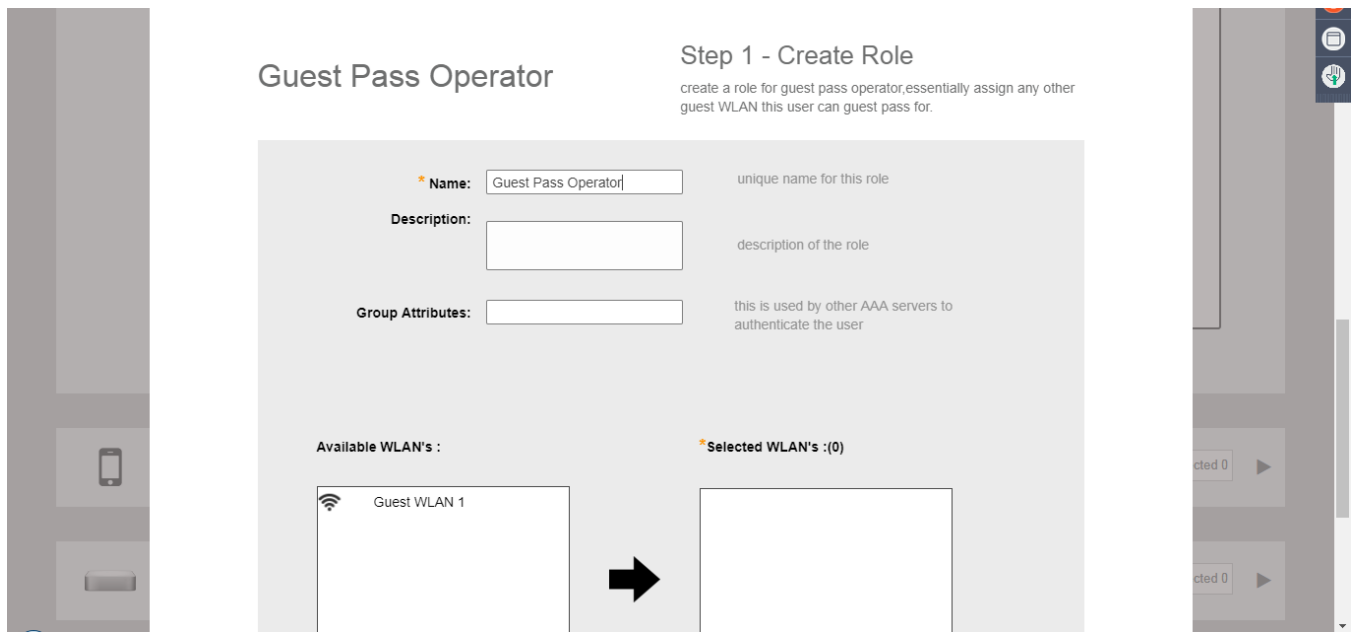 Guest Pass Operator
Step 1 - Create Role
create a role for guest pass operator,essentially assign any other
guest WLAN this user can guest pass for.
* Name:
Guest Pass Operator
unique name for this role
Description:
description of the role
Group Attributes:
this is used by other AAA servers to
authenticate the user
Available WLAN's :
*Selected WLAN's :(0)
Guest WLAN 1
cted 0
cted 0